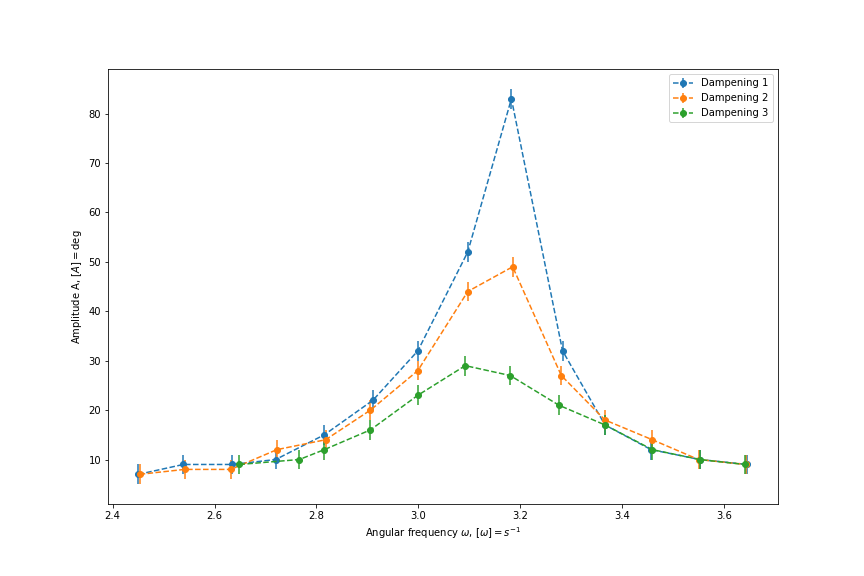 Dampening 1
Dampening 2
Dampening 3
80
70
60
50
40
30
20
10
Amplitude A, [A] = deg
2.4 2.6 2.8 3.0 3.2 3.4 3.6
Angular frequency ω, [ω] = s⁻¹